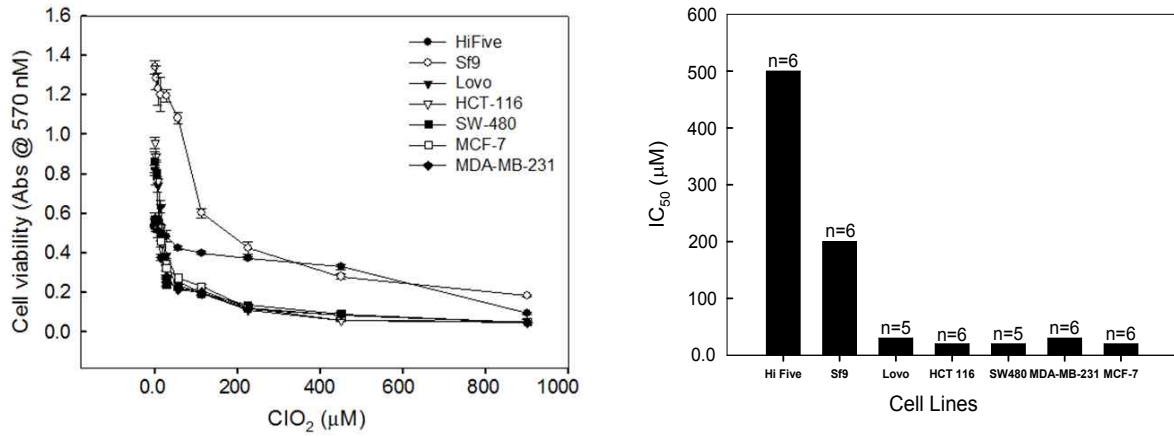 1.6
1.4
1.2
1.0
0.8
0.6
0.4
0.2
0.0
Cell viability (Abs @ 570 nM)
HiFive
Sf9
Lovo
HCT-116
SW-480
MCF-7
MDA-MB-231
0.0 200 400 600 800 1000
ClO₂ (µM)
500
400
300
200
100
0.0
IC₅₀ (µM)
n=6
n=6
n=5
n=6
n=5
n=6
n=6
Hi Five Sf9 Lovo HCT 116 SW480 MDA-MB-231 MCF-7
Cell Lines